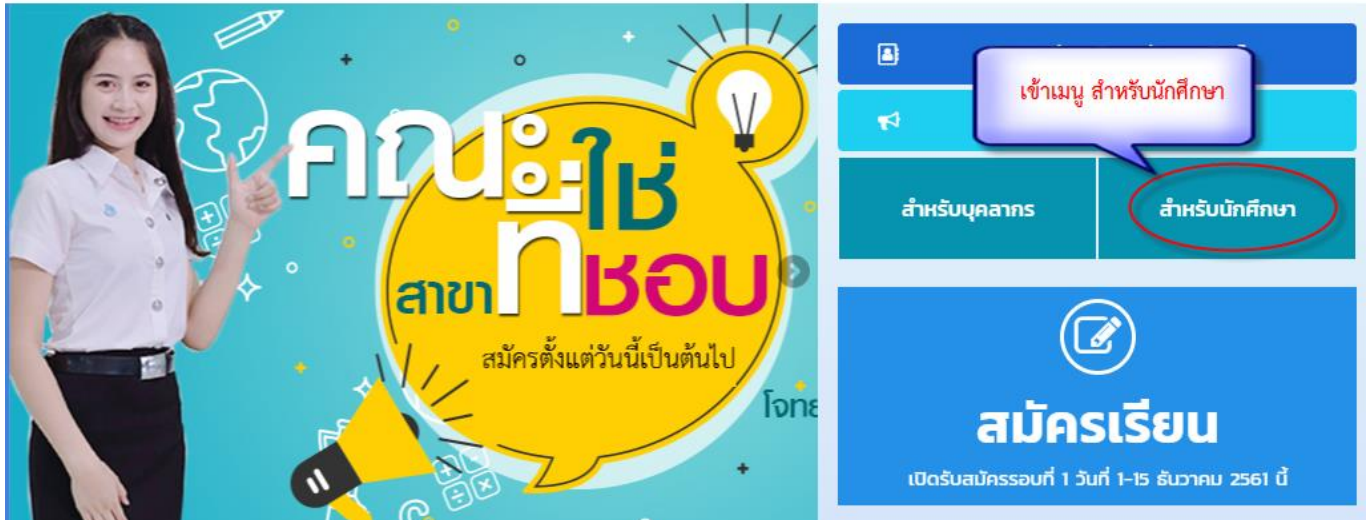 คณะ
ที่
ใช่
สาขา
ชอบ
สมัครตั้งแต่วันนี้เป็นต้นไป
เข้าเมนู สำหรับนักศึกษา
สำหรับบุคลากร
สำหรับนักศึกษา
สมัครเรียน
เปิดรับสมัครรอบที่ 1 วันที่ 1-15 ธันวาคม 2561 นี้